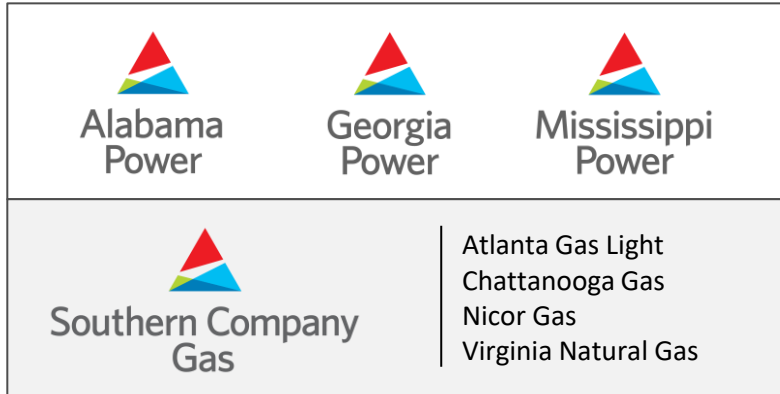 Alabama
Power
Georgia
Power
Mississippi
Power
Southern Company
Gas
Atlanta Gas Light
Chattanooga Gas
Nicor Gas
Virginia Natural Gas